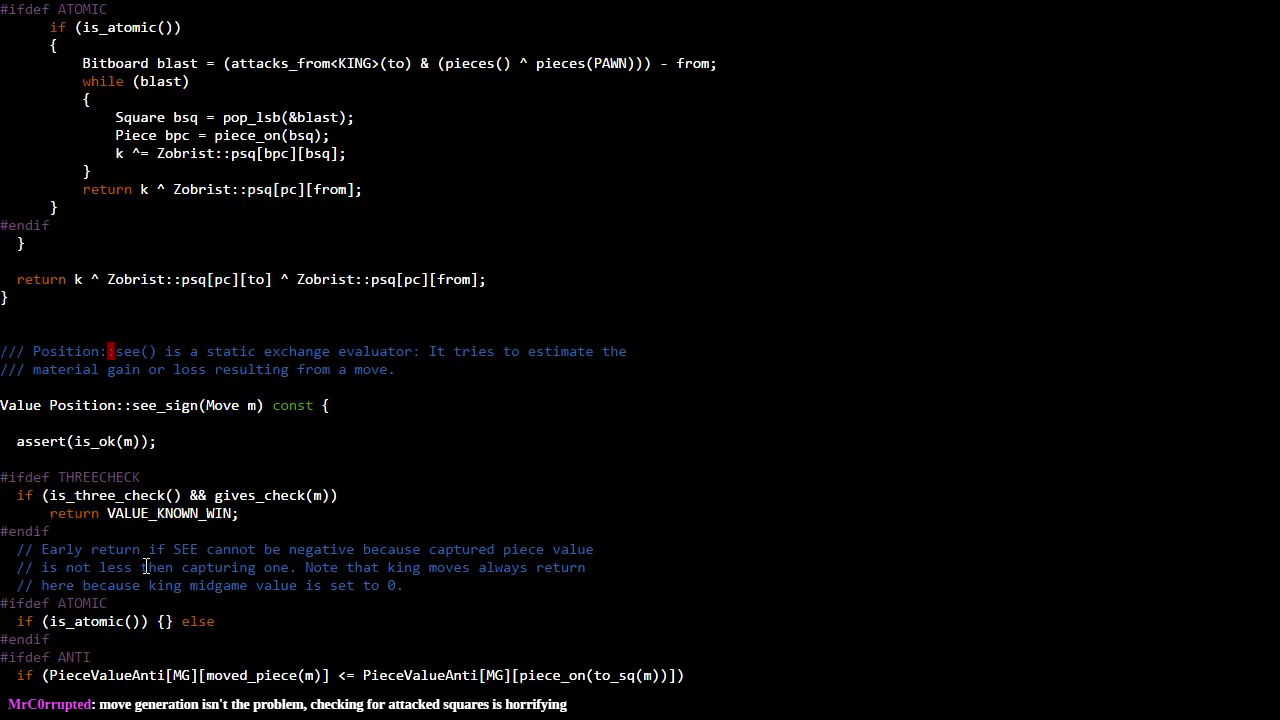 #ifdef ATOMIC
if (is_atomic())
{
Bitboard blast = (attacks_from<KING>(to) & (pieces() ^ pieces(PAWN))) - from;
while (blast)
{
Square bsq = pop_lsb(&blast);
Piece bpc = piece_on(bsq);
k ^= Zobrist::psq[bpc][bsq];
}
return k ^ Zobrist::psq[pc][from];
}
#endif
}
return k ^ Zobrist::psq[pc][to] ^ Zobrist::psq[pc][from];
}
/// Position::see() is a static exchange evaluator: It tries to estimate the
/// material gain or loss resulting from a move.
Value Position::see_sign(Move m) const {
assert(is_ok(m));
#ifdef THREECHECK
if (is_three_check() && gives_check(m))
return VALUE_KNOWN_WIN;
#endif
// Early return if SEE cannot be negative because captured piece value
// is not less then capturing one. Note that king moves always return
// here because king midgame value is set to 0.
#ifdef ATOMIC
if (is_atomic()) {} else
#endif
#ifdef ANTI
if (PieceValueAnti[MG][moved_piece(m)] <= PieceValueAnti[MG][piece_on(to_sq(m))])
MrC0rrupted: move generation isn't the problem, checking for attacked squares is horrifying